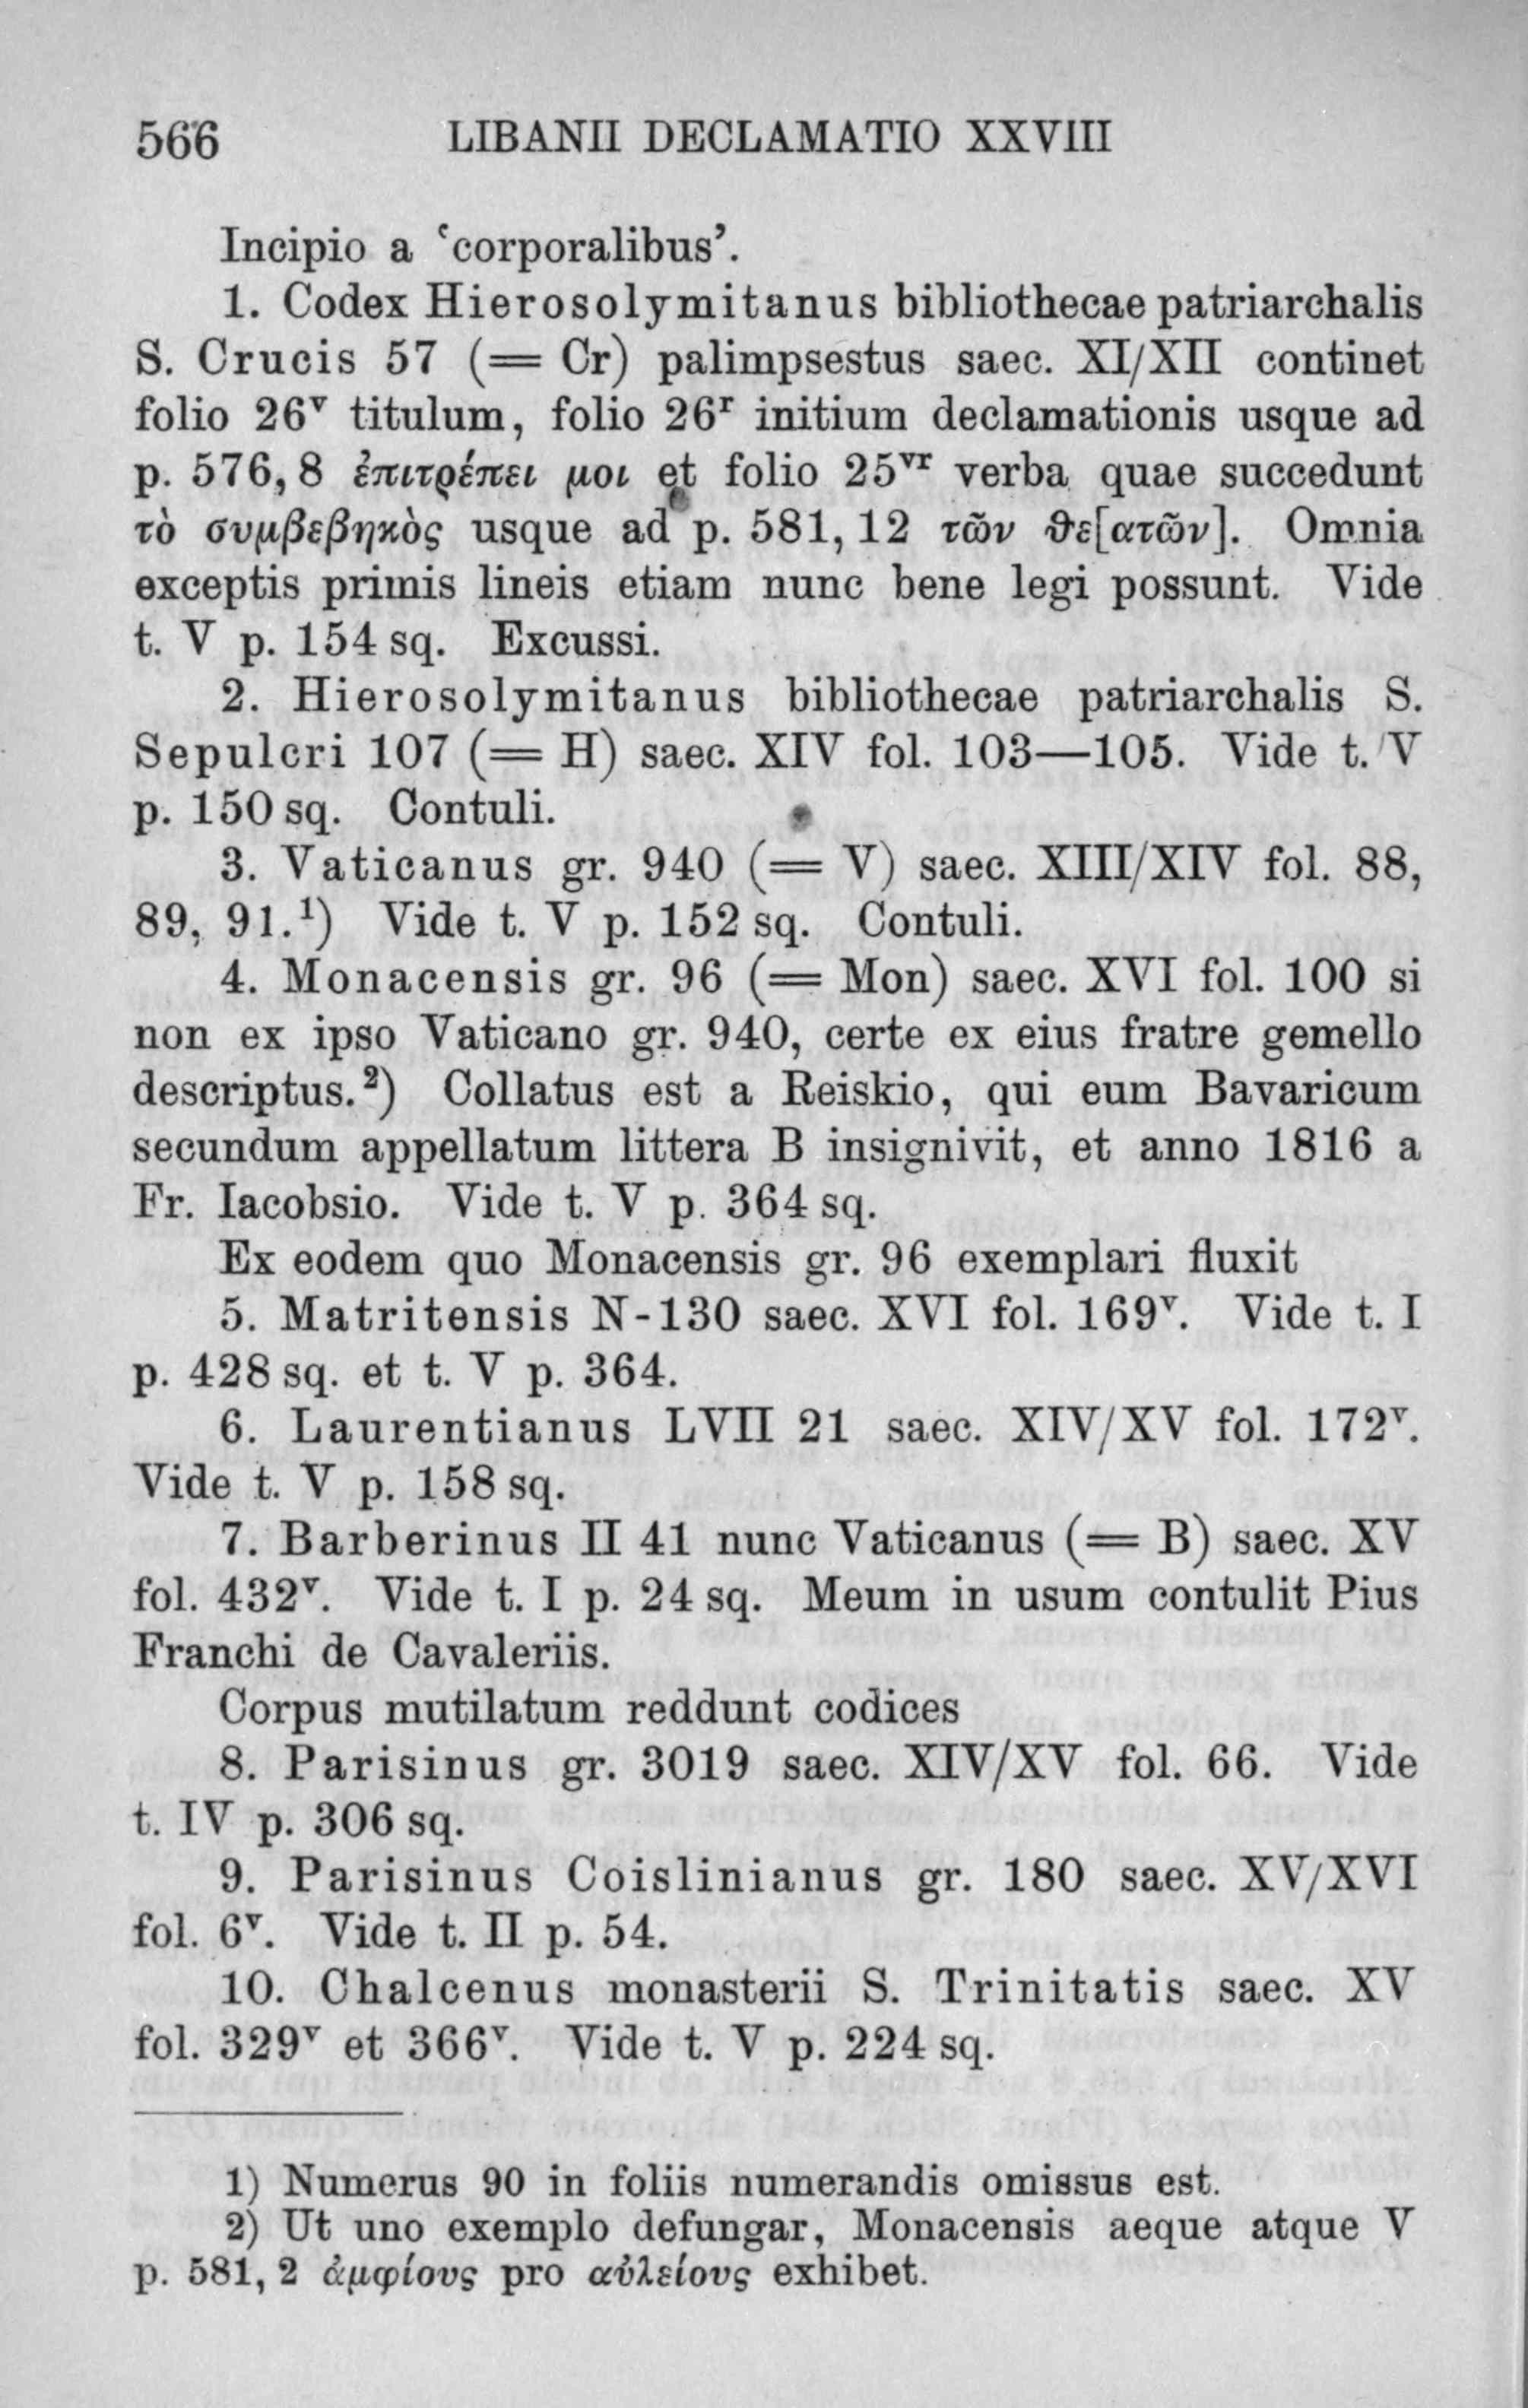 566 LIBANII DECLAMATIO XXVIII
Incipio a ‘corporalibus’.
1. Codex Hierosolymitanus bibliothecae patriarchalis
S. Crucis 57 (= Cr) palimpsestus saec. XI/XII continet
folio 26ᵛ titulum, folio 26ʳ initium declamationis usque ad
p. 576, 8 ἐπιτρέπει μοι et folio 25ᵛʳ verba quae succedunt
τὸ συμβεβηκὸς usque ad p. 581, 12 τῶν ϑε[ατῶν]. Omnia
exceptis primis lineis etiam nunc bene legi possunt. Vide
t. V p. 154 sq. Excussi.
2. Hierosolymitanus bibliothecae patriarchalis S.
Sepulcri 107 (= H) saec. XIV fol. 103—105. Vide t. V
p. 150 sq. Contuli.
3. Vaticanus gr. 940 (= V) saec. XIII/XIV fol. 88,
89, 91.¹) Vide t. V p. 152 sq. Contuli.
4. Monacensis gr. 96 (= Mon) saec. XVI fol. 100 si
non ex ipso Vaticano gr. 940, certe ex eius fratre gemello
descriptus.²) Collatus est a Reiskio, qui eum Bavaricum
secundum appellatum littera B insignivit, et anno 1816 a
Fr. Iacobsio. Vide t. V p. 364 sq.
Ex eodem quo Monacensis gr. 96 exemplari fluxit
5. Matritensis N-130 saec. XVI fol. 169ᵛ. Vide t. I
p. 428 sq. et t. V p. 364.
6. Laurentianus LVII 21 saec. XIV/XV fol. 172ᵛ.
Vide t. V p. 158 sq.
7. Barberinus II 41 nunc Vaticanus (= B) saec. XV
fol. 432ᵛ. Vide t. I p. 24 sq. Meum in usum contulit Pius
Franchi de Cavaleriis.
Corpus mutilatum reddunt codices
8. Parisinus gr. 3019 saec. XIV/XV fol. 66. Vide
t. IV p. 306 sq.
9. Parisinus Coislinianus gr. 180 saec. XV/XVI
fol. 6ᵛ. Vide t. II p. 54.
10. Chalcenus monasterii S. Trinitatis saec. XV
fol. 329ᵛ et 366ᵛ. Vide t. V p. 224 sq.
1) Numerus 90 in foliis numerandis omissus est.
2) Ut uno exemplo defungar, Monacensis aeque atque V
p. 581, 2 ἀμφίους pro αὐλείους exhibet.